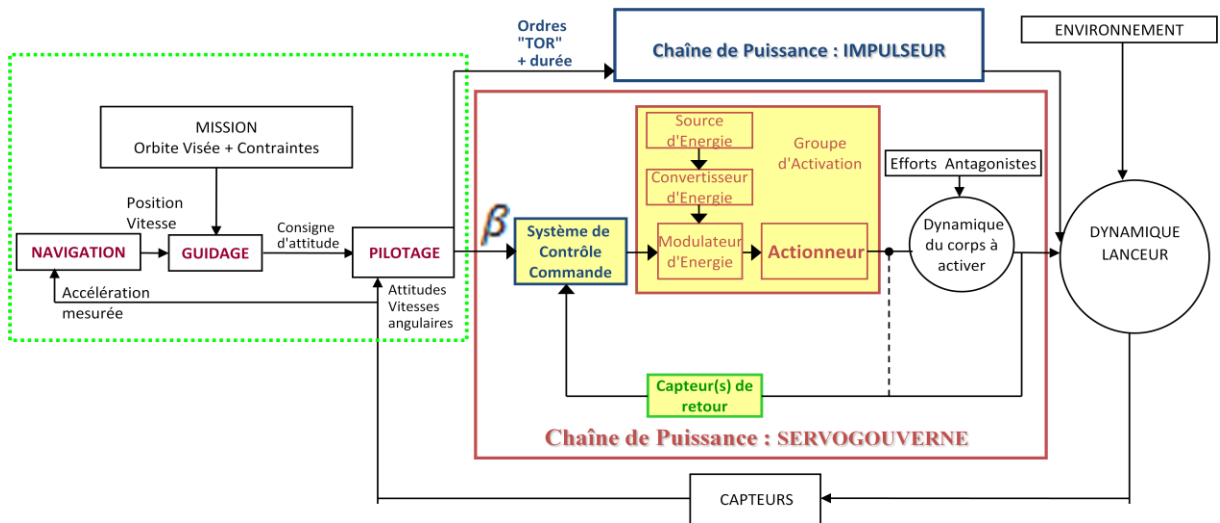 Ordres
"TOR"
+ durée
Chaîne de Puissance : IMPULSEUR
ENVIRONNEMENT
MISSION
Orbite Visée + Contraintes
Source
d'Energie
Groupe
d'Activation
Efforts Antagonistes
Convertisseur
d'Energie
Position
Vitesse
Consigne
d'attitude
β
NAVIGATION
GUIDAGE
PILOTAGE
Système de
Contrôle
Commande
Modulateur
d'Energie
Actionneur
Dynamique
du corps à
activer
DYNAMIQUE
LANCEUR
Accélération
mesurée
Attitudes
Vitesses
angulaires
Capteur(s) de
retour
Chaîne de Puissance : SERVOGOUVERNE
CAPTEURS